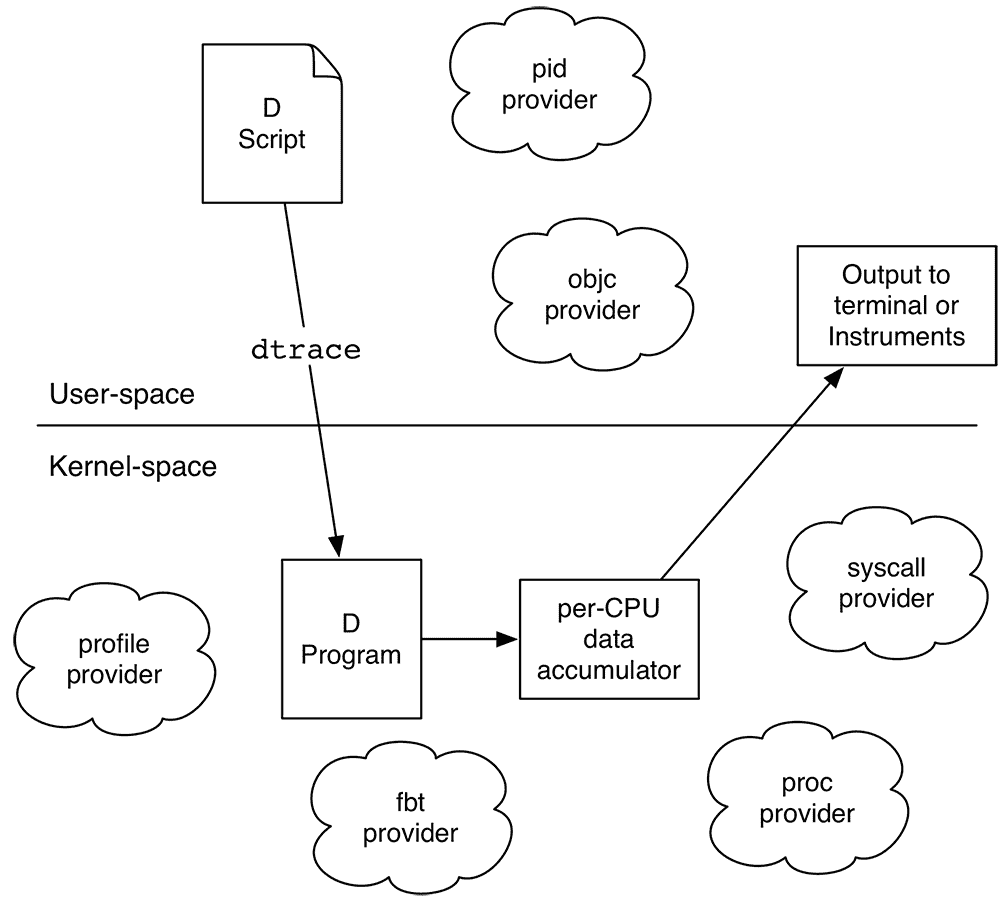 pid
provider
D
Script
objc
provider
Output to
terminal or
Instruments
dtrace
User-space
Kernel-space
syscall
provider
per-CPU
data
accumulator
D
Program
profile
provider
proc
provider
fbt
provider